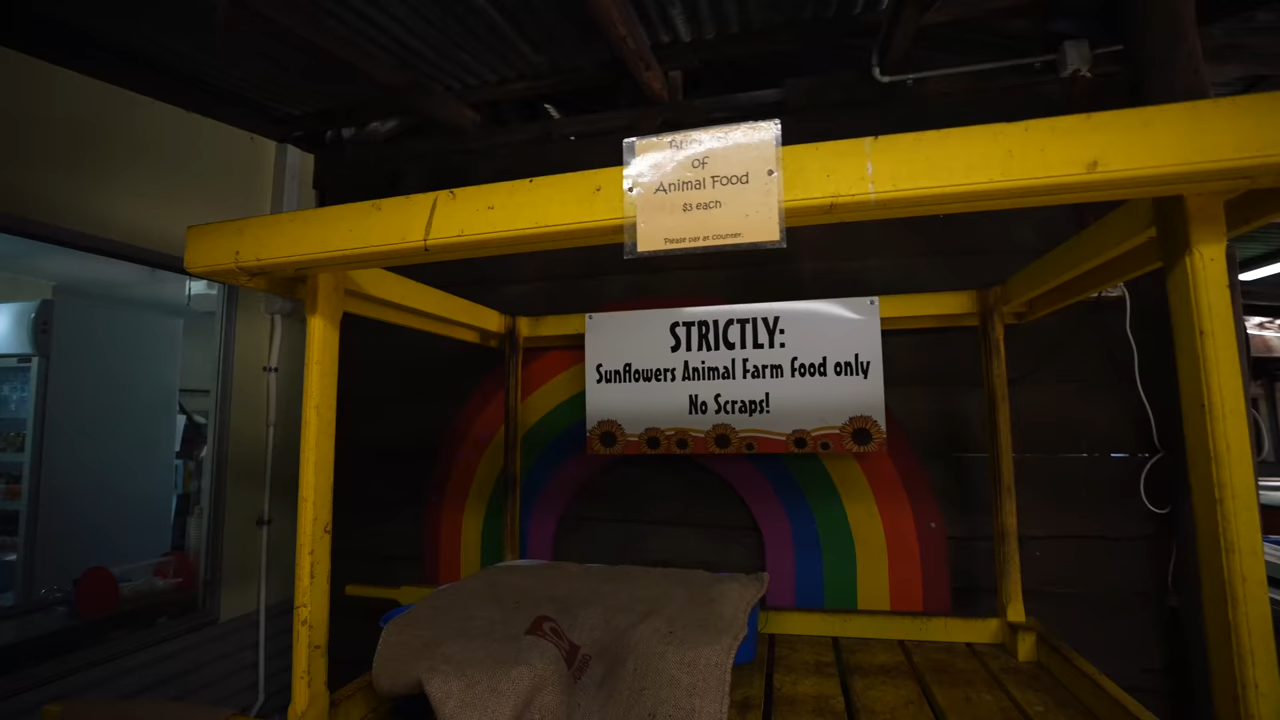 of
Animal Food
$3 each
Please pay at counter.
STRICTLY:
Sunflowers Animal Farm Food only
No Scraps!